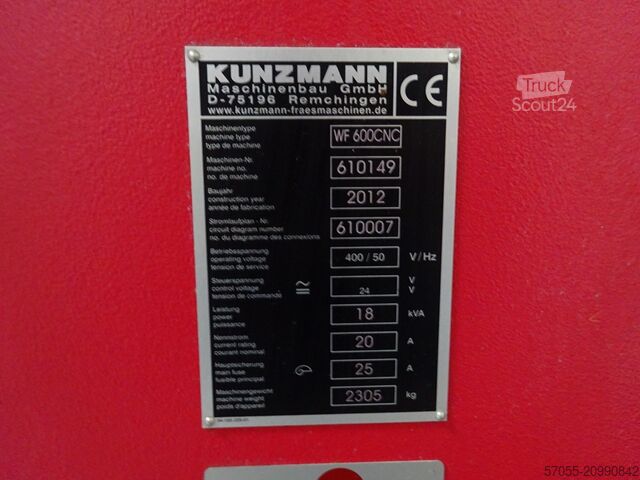 KUNZMANN
Maschinenbau GmbH
D-75196 Remchingen
www.kunzmann-fraesmaschinen.de
CE
Truck
Scout24
Maschinentype
machine type
type de machine
WF 600CNC
Maschinen-Nr.
machine no.
no. de machine
610149
Baujahr
construction year
année de fabrication
2012
Stromlaufplan - Nr.
circuit diagram number
no. du diagramme des connexions
610007
Betriebsspannung
operating voltage
tension de service
400 / 50 V/Hz
Steuerspannung
control voltage
tension de commande
24
V
V
Leistung
power
puissance
18 kVA
Nennstrom
current rating
courant nominal
20 A
Hauptsicherung
main fuse
fusible principal
25 A
Maschinengewicht
machine weight
poids d'appareil
2305 kg
57055-20990842